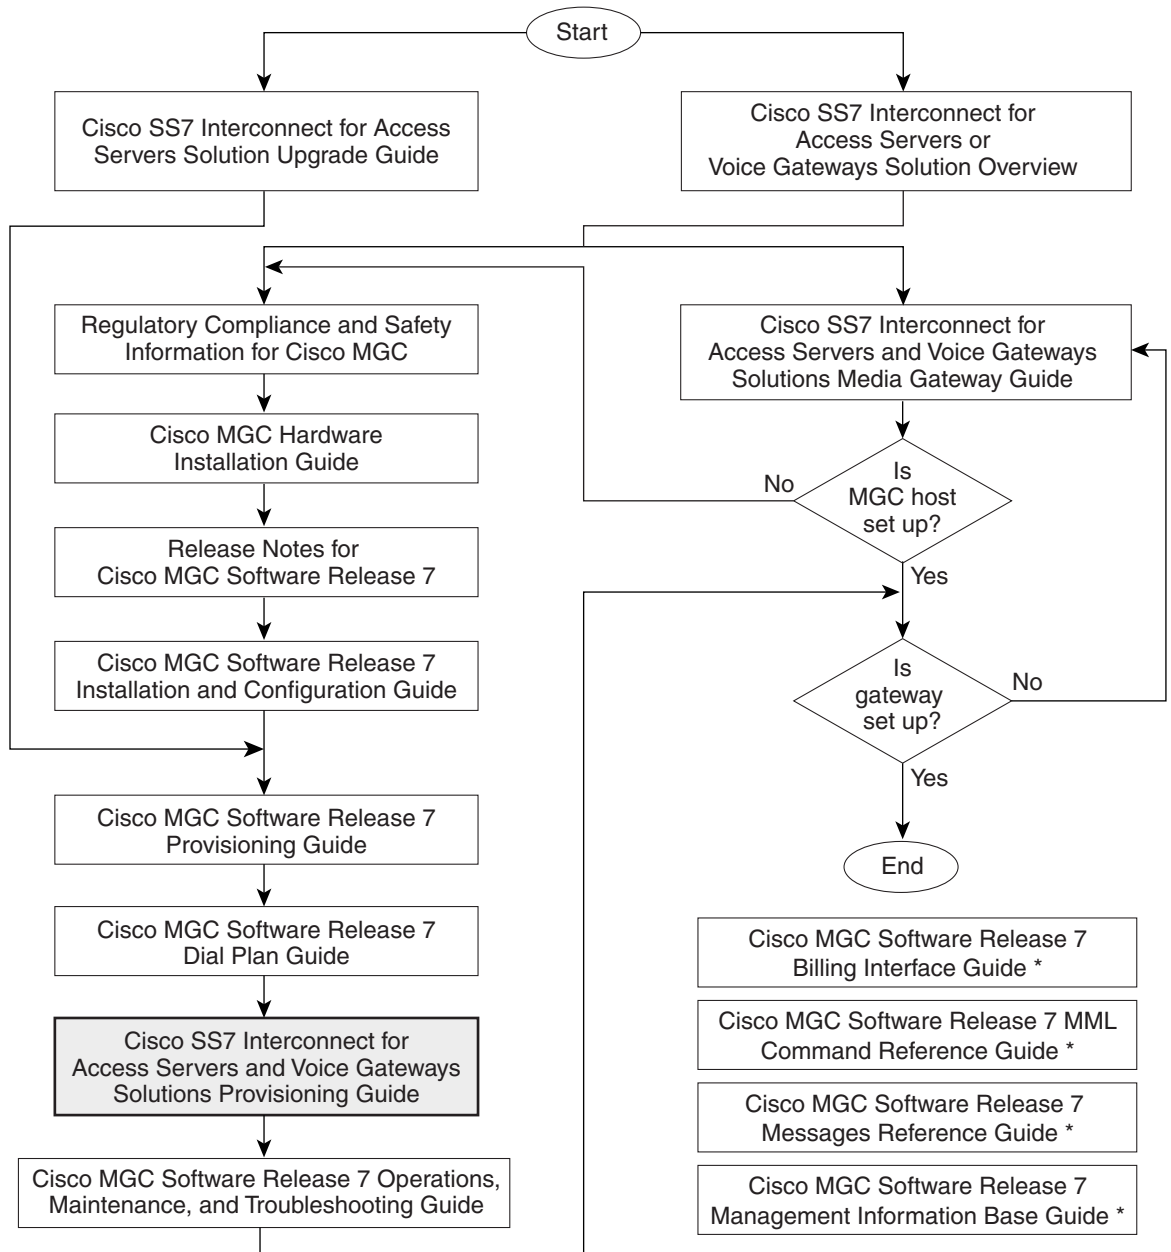 Start
Cisco SS7 Interconnect for Access
Servers Solution Upgrade Guide
Cisco SS7 Interconnect for
Access Servers or
Voice Gateways Solution Overview
Regulatory Compliance and Safety
Information for Cisco MGC
Cisco SS7 Interconnect for
Access Servers and Voice Gateways
Solutions Media Gateway Guide
Cisco MGC Hardware
Installation Guide
No
Is
MGC host
set up?
Release Notes for
Cisco MGC Software Release 7
Yes
Cisco MGC Software Release 7
Installation and Configuration Guide
Is
gateway
set up?
No
Yes
Cisco MGC Software Release 7
Provisioning Guide
End
Cisco MGC Software Release 7
Dial Plan Guide
Cisco MGC Software Release 7
Billing Interface Guide *
Cisco SS7 Interconnect for
Access Servers and Voice Gateways
Solutions Provisioning Guide
Cisco MGC Software Release 7 MML
Command Reference Guide *
Cisco MGC Software Release 7
Messages Reference Guide *
Cisco MGC Software Release 7 Operations,
Maintenance, and Troubleshooting Guide
Cisco MGC Software Release 7
Management Information Base Guide *